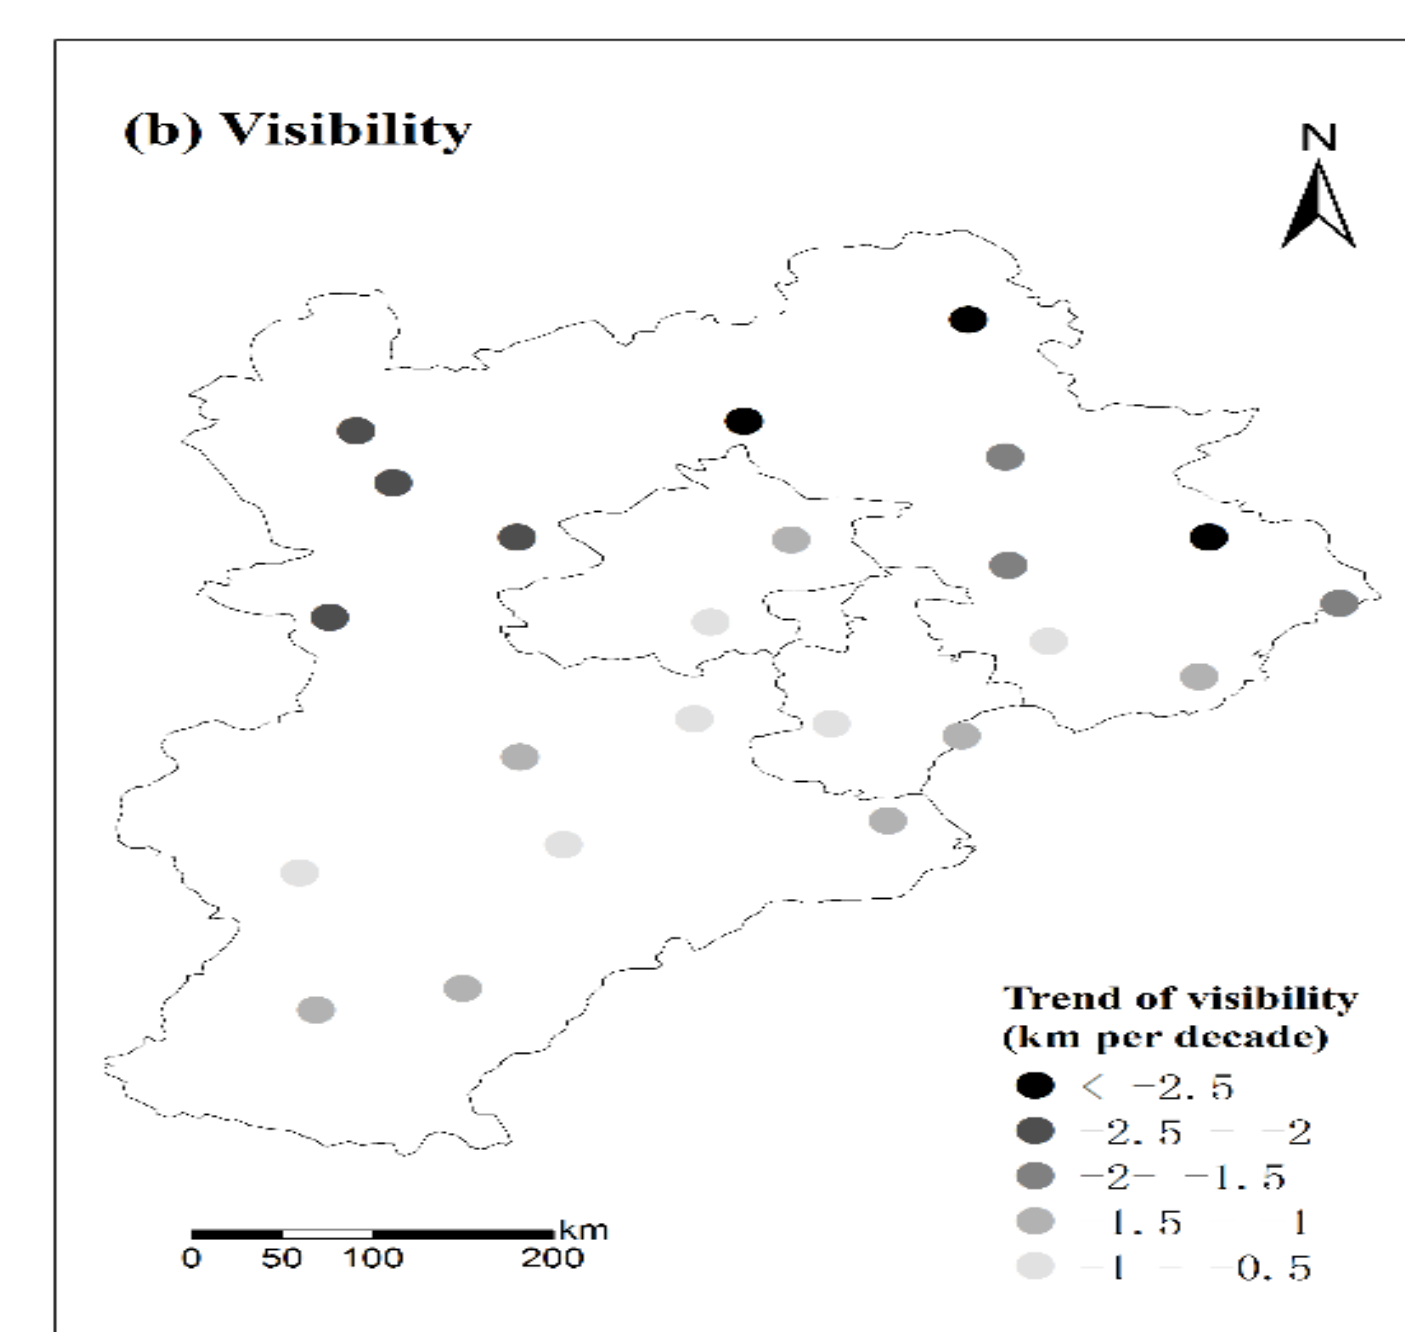 (b) Visibility
N
Trend of visibility
(km per decade)
< -2.5
-2.5 - -2
-2- -1.5
1.5 1
-1 - -0.5
km
0 50 100 200